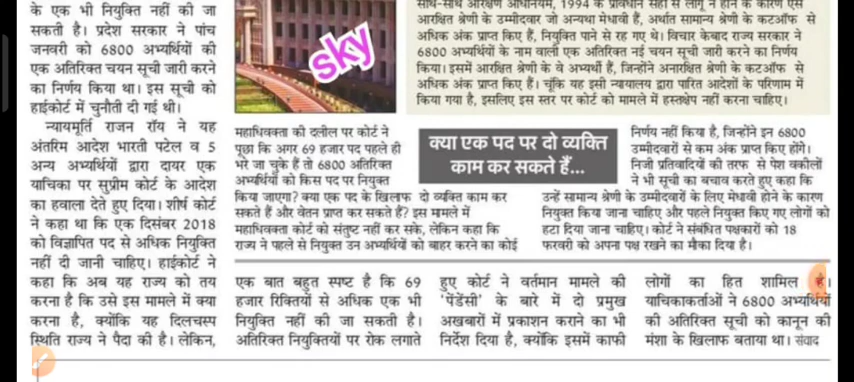 के एक भी नियुक्ति नहीं की जा
सकती है। प्रदेश सरकार ने पांच
जनवरी को 6800 अभ्यर्थियों की
एक अतिरिक्त चयन सूची जारी करने
का निर्णय किया था। इस सूची को
हाईकोर्ट में चुनौती दी गई थी।
न्यायमूर्ति राजन रॉय ने यह
अंतरिम आदेश भारती पटेल व 5
अन्य अभ्यर्थियों द्वारा दायर एक
याचिका पर सुप्रीम कोर्ट के आदेश
का हवाला देते हुए दिया। शीर्ष कोर्ट
ने कहा था कि एक दिसंबर 2018
को विज्ञापित पद से अधिक नियुक्ति
नहीं दी जानी चाहिए। हाईकोर्ट ने
कहा कि अब यह राज्य को तय
करना है कि उसे इस मामले में क्या
करना है, क्योंकि यह दिलचस्प
स्थिति राज्य ने पैदा की है। लेकिन,
sky
साथ-साथ आरक्षण अधिनियम, 1994 के प्रावधान सही से लागू न होने के कारण ऐसे
आरक्षित श्रेणी के उम्मीदवार जो अन्यथा मेधावी हैं, अर्थात सामान्य श्रेणी के कटऑफ से
अधिक अंक प्राप्त किए हैं, नियुक्ति पाने से रह गए थे। विचार केबाद राज्य सरकार ने
6800 अभ्यर्थियों के नाम वाली एक अतिरिक्त नई चयन सूची जारी करने का निर्णय
किया। इसमें आरक्षित श्रेणी के वे अभ्यर्थी हैं, जिन्होंने अनारक्षित श्रेणी के कटऑफ से
अधिक अंक प्राप्त किए हैं। चूंकि यह इसी न्यायालय द्वारा पारित आदेशों के परिणाम में
किया गया है, इसलिए इस स्तर पर कोर्ट को मामले में हस्तक्षेप नहीं करना चाहिए।
क्या एक पद पर दो व्यक्ति
काम कर सकते हैं...
महाधिवक्ता की दलील पर कोर्ट ने
पूछा कि अगर 69 हजार पद पहले ही
भरे जा चुके हैं तो 6800 अतिरिक्त
अभ्यर्थियों को किस पद पर नियुक्त
किया जाएगा? क्या एक पद के खिलाफ दो व्यक्ति काम कर
सकते हैं और वेतन प्राप्त कर सकते हैं? इस मामले में
महाधिवक्ता कोर्ट को संतुष्ट नहीं कर सके, लेकिन कहा कि
राज्य ने पहले से नियुक्त उन अभ्यर्थियों को बाहर करने का कोई
निर्णय नहीं किया है, जिन्होंने इन 6800
उम्मीदवारों से कम अंक प्राप्त किए होंगे।
निजी प्रतिवादियों की तरफ से पेश वकीलों
ने भी सूची का बचाव करते हुए कहा कि
उन्हें सामान्य श्रेणी के उम्मीदवारों के लिए मेधावी होने के कारण
नियुक्त किया जाना चाहिए और पहले नियुक्त किए गए लोगों को
हटा दिया जाना चाहिए। कोर्ट ने संबंधित पक्षकारों को 18
फरवरी को अपना पक्ष रखने का मौका दिया है।
एक बात बहुत स्पष्ट है कि 69
हजार रिक्तियों से अधिक एक भी
नियुक्ति नहीं की जा सकती है।
अतिरिक्त नियुक्तियों पर रोक लगाते
हुए कोर्ट ने वर्तमान मामले की
'पेंडेंसी' के बारे में दो प्रमुख
अखबारों में प्रकाशन कराने का भी
निर्देश दिया है, क्योंकि इसमें काफी
लोगों का हित शामिल है।
याचिकाकर्ताओं ने 6800 अभ्यर्थियों
की अतिरिक्त सूची को कानून की
मंशा के खिलाफ बताया था। संवाद